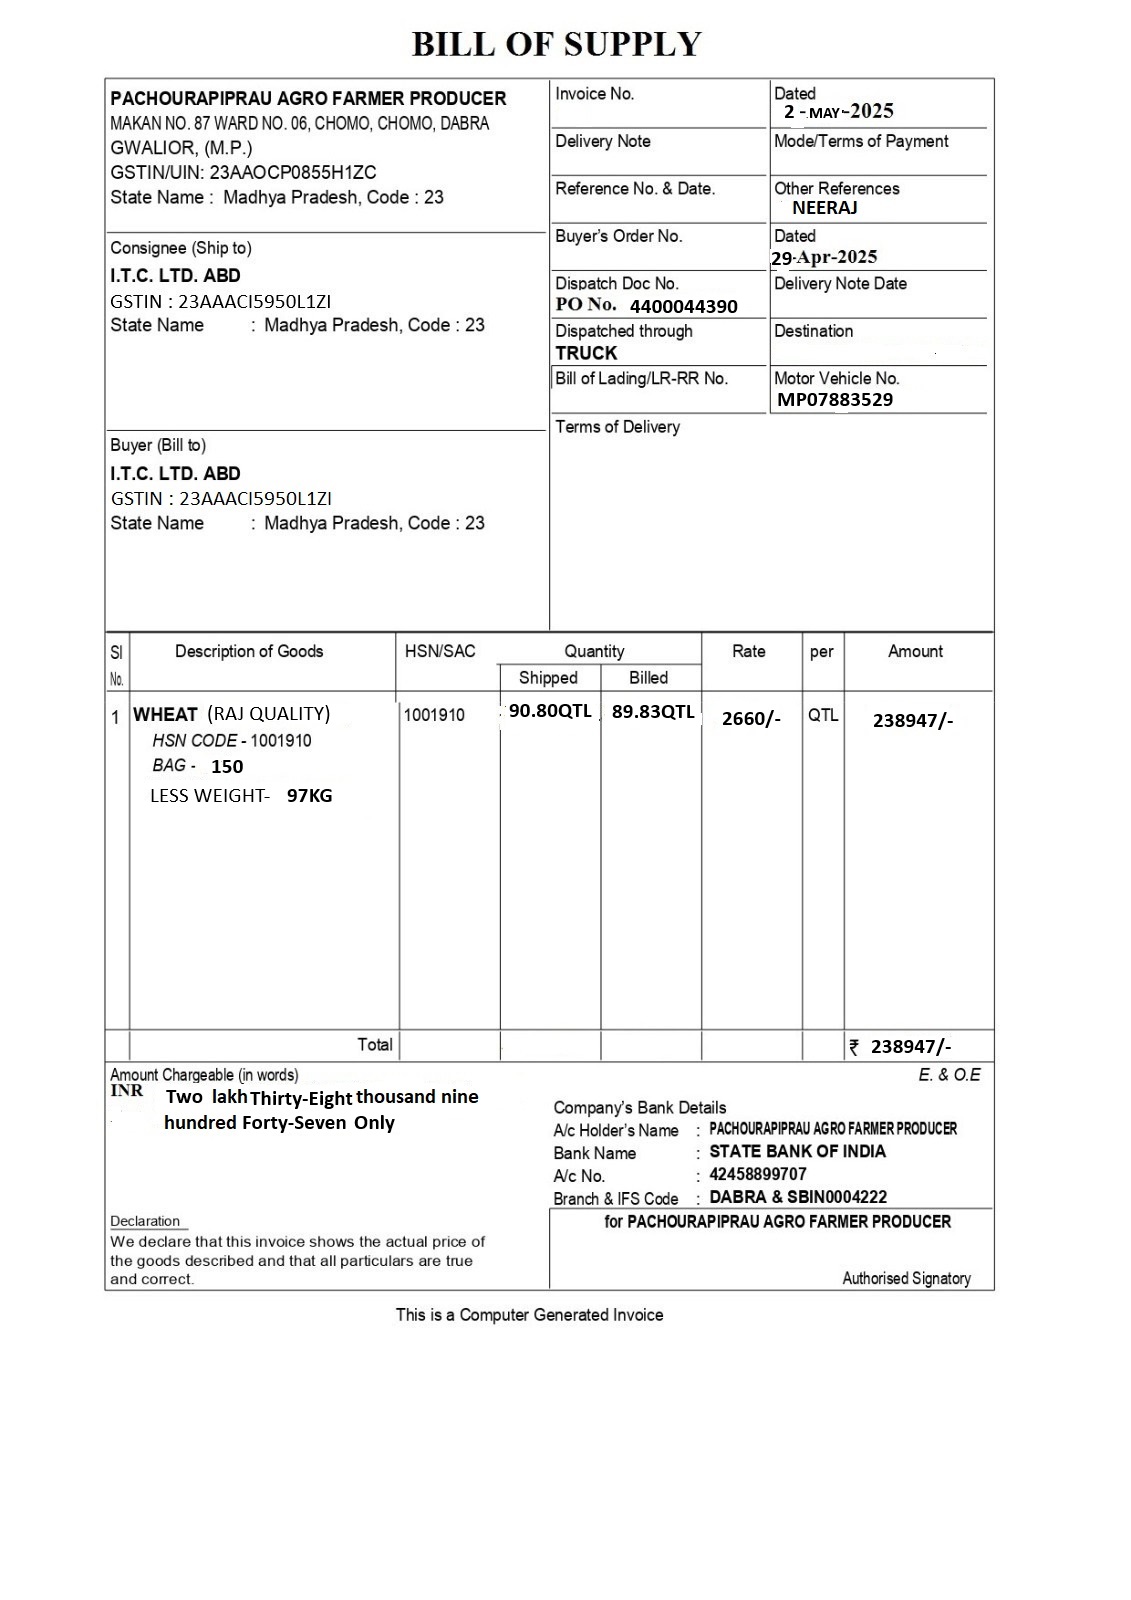 BILL OF SUPPLY
PACHOURAPIPRAU AGRO FARMER PRODUCER
MAKAN NO. 87 WARD NO. 06, CHOMO, CHOMO, DABRA
GWALIOR, (M.P.)
GSTIN/UIN: 23AAOCP0855H1ZC
State Name : Madhya Pradesh, Code : 23
Consignee (Ship to)
I.T.C. LTD. ABD
GSTIN : 23AAACI5950L1ZI
State Name : Madhya Pradesh, Code : 23
Buyer (Bill to)
I.T.C. LTD. ABD
GSTIN : 23AAACI5950L1ZI
State Name : Madhya Pradesh, Code : 23
Invoice No.
Dated
2 -MAY-2025
Delivery Note
Mode/Terms of Payment
Reference No. & Date.
Other References
NEERAJ
Buyer's Order No.
Dated
29-Apr-2025
Dispatch Doc No.
PO No. 4400044390
Delivery Note Date
Dispatched through
TRUCK
Destination
Bill of Lading/LR-RR No.
Motor Vehicle No.
MP07883529
Terms of Delivery
Sl No. Description of Goods HSN/SAC Quantity Rate per Amount
Shipped Billed
1 WHEAT (RAJ QUALITY) 1001910 90.80QTL 89.83QTL 2660/- QTL 238947/-
HSN CODE - 1001910
BAG - 150
LESS WEIGHT- 97KG
Total ₹ 238947/-
Amount Chargeable (in words) E. & O.E
INR Two lakh Thirty-Eight thousand nine
hundred Forty-Seven Only
Company's Bank Details
A/c Holder's Name : PACHOURAPIPRAU AGRO FARMER PRODUCER
Bank Name : STATE BANK OF INDIA
A/c No. : 42458899707
Branch & IFS Code : DABRA & SBIN0004222
Declaration
We declare that this invoice shows the actual price of
the goods described and that all particulars are true
and correct.
for PACHOURAPIPRAU AGRO FARMER PRODUCER
Authorised Signatory
This is a Computer Generated Invoice